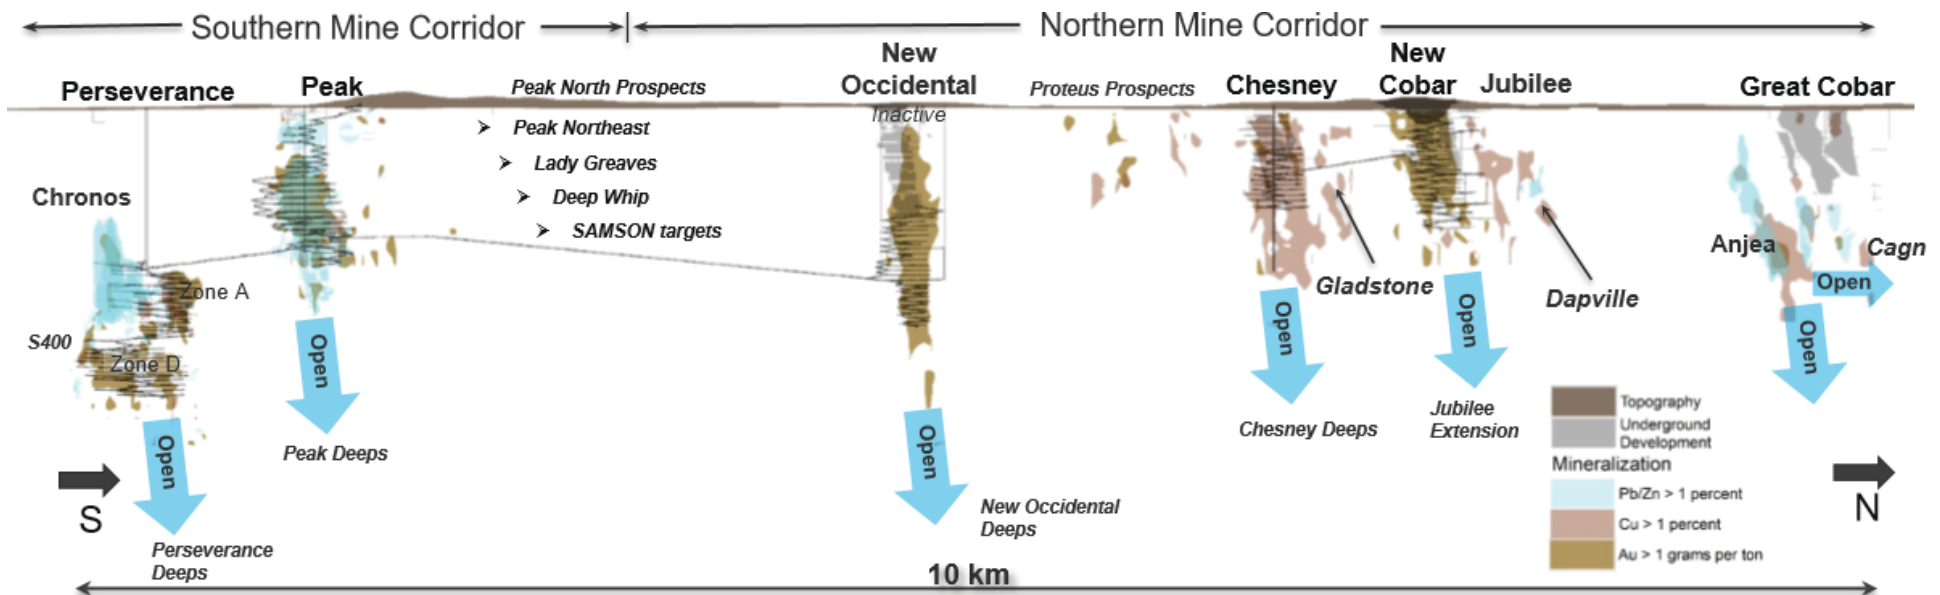 Southern Mine Corridor
Northern Mine Corridor
Perseverance
Peak
Peak North Prospects
New
Occidental
Inactive
Proteus Prospects
Chesney
New
Cobar
Jubilee
Great Cobar
Peak Northeast
Lady Greaves
Deep Whip
SAMSON targets
Chronos
Zone A
S400
Zone D
Anjea
Cagn
Open
Gladstone
Dapville
Open
Open
Open
Open
Open
Open
Peak Deeps
Chesney Deeps
Jubilee
Extension
New Occidental
Deeps
Perseverance
Deeps
S
N
Topography
Underground
Development
Mineralization
Pb/Zn > 1 percent
Cu > 1 percent
Au > 1 grams per ton
10 km